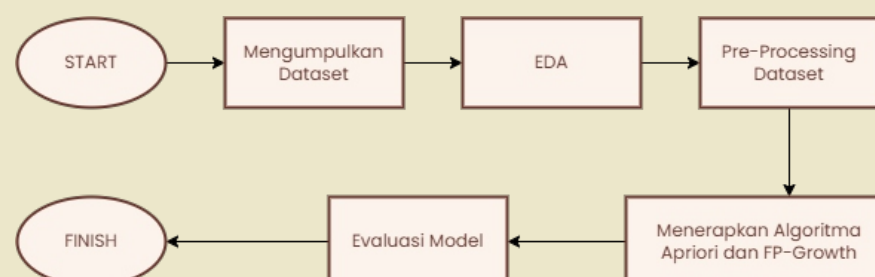 START
Mengumpulkan
Dataset
EDA
Pre-Processing
Dataset
Menerapkan Algoritma
Apriori dan FP-Growth
Evaluasi Model
FINISH